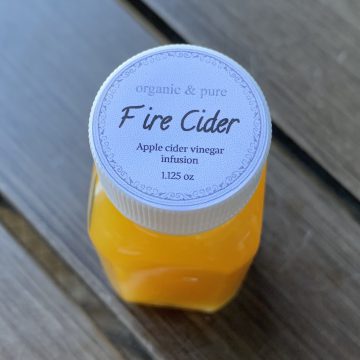 organic & pure
Fire Cider
Apple cider vinegar
infusion
1.125 oz